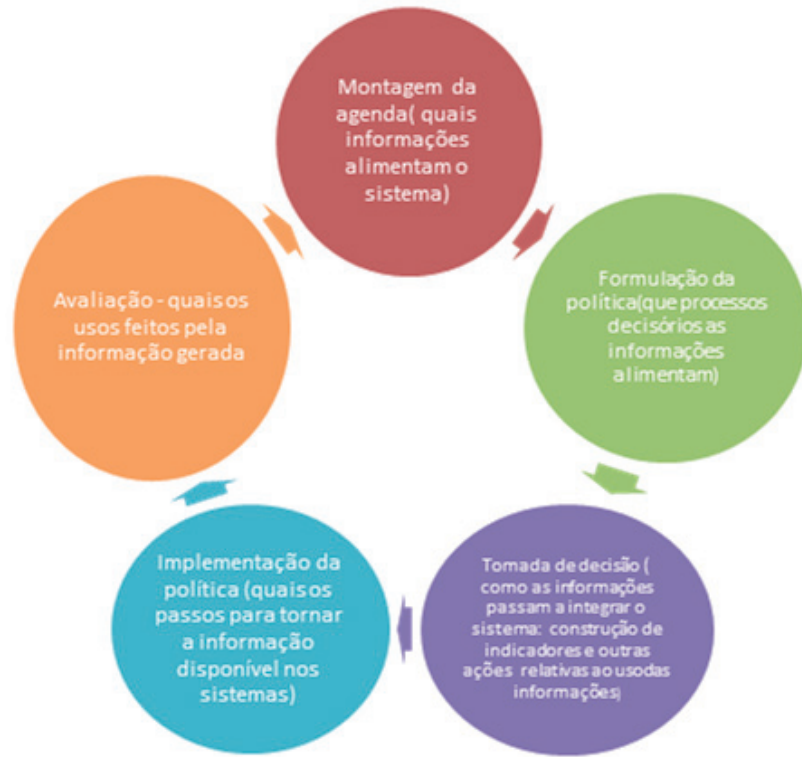 Montagem da
agenda( quais
informações
alimentam o
sistema)
Formulação da
política(que processos
decisórios as
informações
alimentam)
Tomada de decisão (
como as informações
passam a integrar o
sistema: construção de
indicadores e outras
ações relativas ao usodas
informações)
Implementação da
política (quais os
passos para tornar
a informação
disponível nos
sistemas)
Avaliação - quais os
usos feitos pela
informação gerada